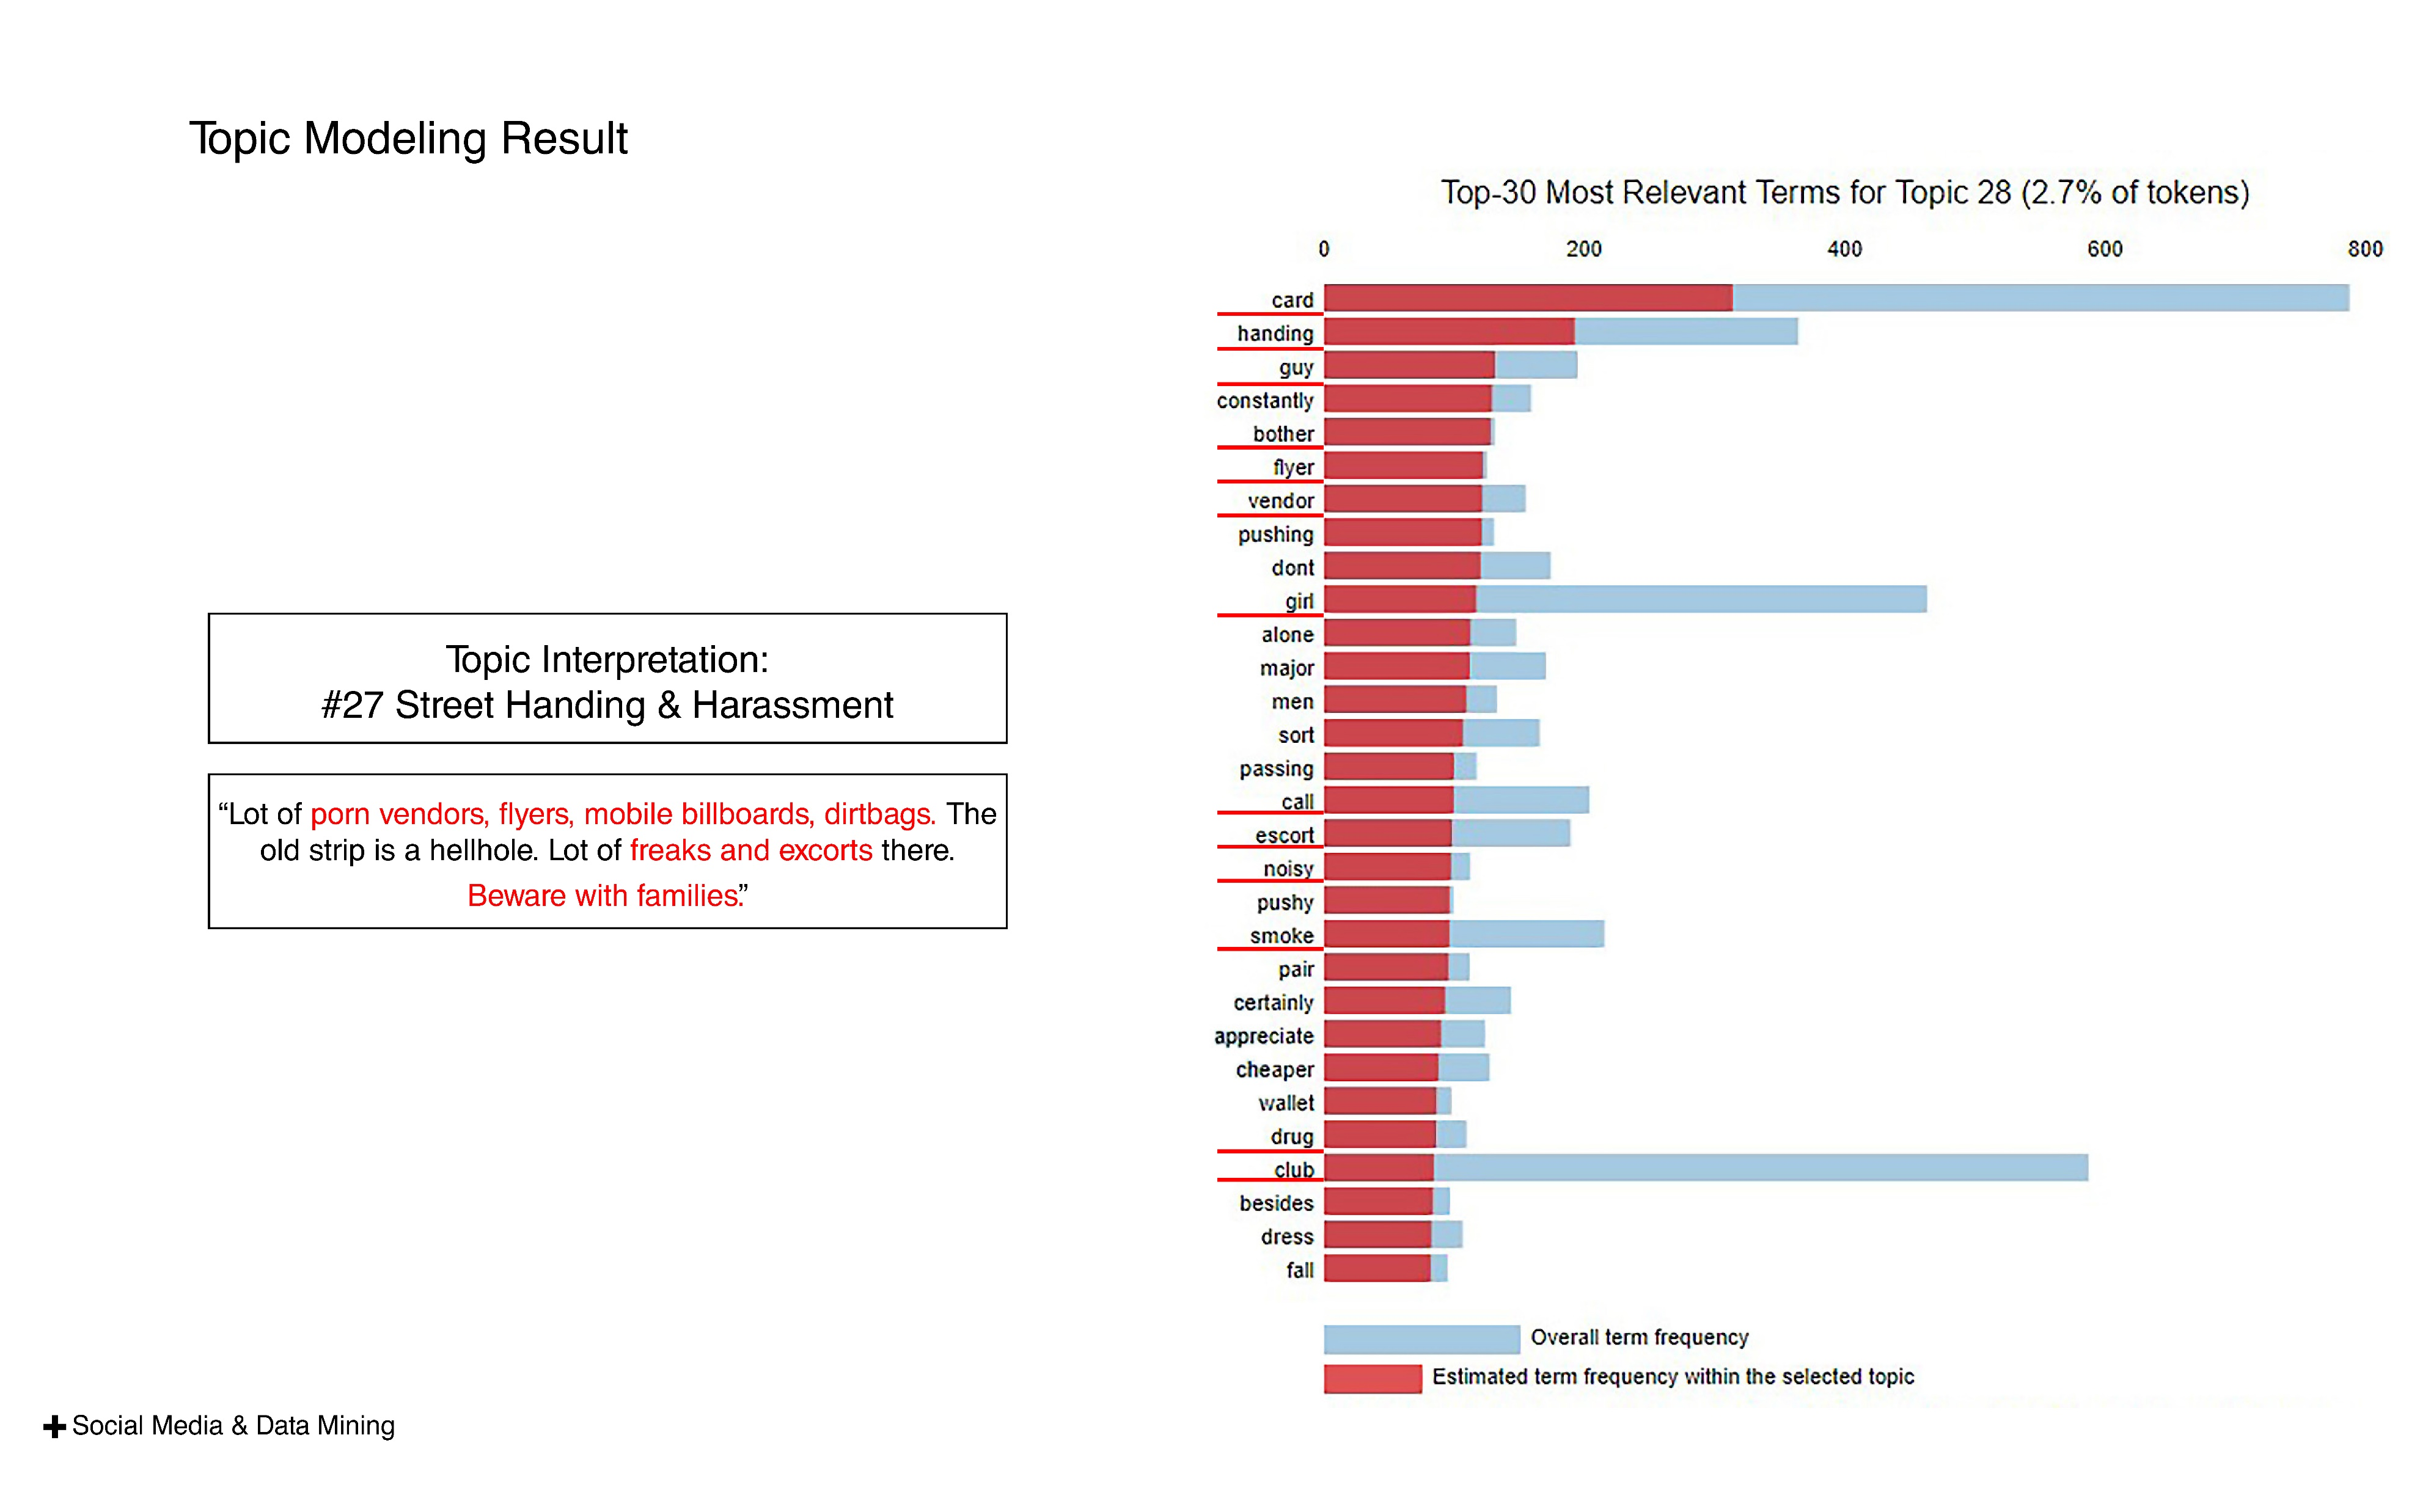 Topic Modeling Result
Top-30 Most Relevant Terms for Topic 28 (2.7% of tokens)
0 200 400 600 800
card
handing
guy
constantly
bother
flyer
vendor
pushing
dont
girl
alone
major
men
sort
passing
call
escort
noisy
pushy
smoke
pair
certainly
appreciate
cheaper
wallet
drug
club
besides
dress
fall
Overall term frequency
Estimated term frequency within the selected topic
Topic Interpretation:
#27 Street Handing & Harassment
“Lot of porn vendors, flyers, mobile billboards, dirtbags. The
old strip is a hellhole. Lot of freaks and excorts there.
Beware with families.”
+ Social Media & Data Mining